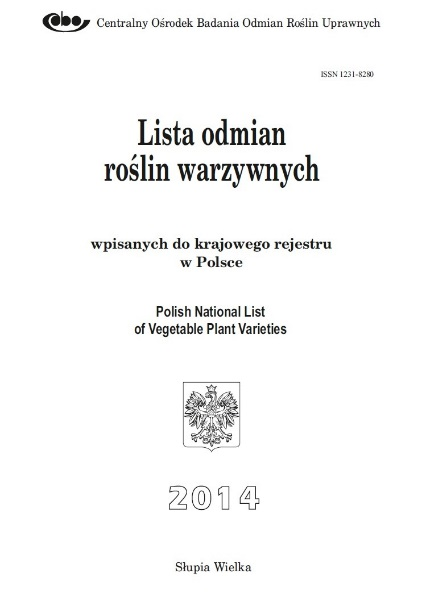 Centralny Ośrodek Badania Odmian Roślin Uprawnych
ISSN 1231-8280
Lista odmian
roślin warzywnych
wpisanych do krajowego rejestru
w Polsce
Polish National List
of Vegetable Plant Varieties
2014
Słupia Wielka